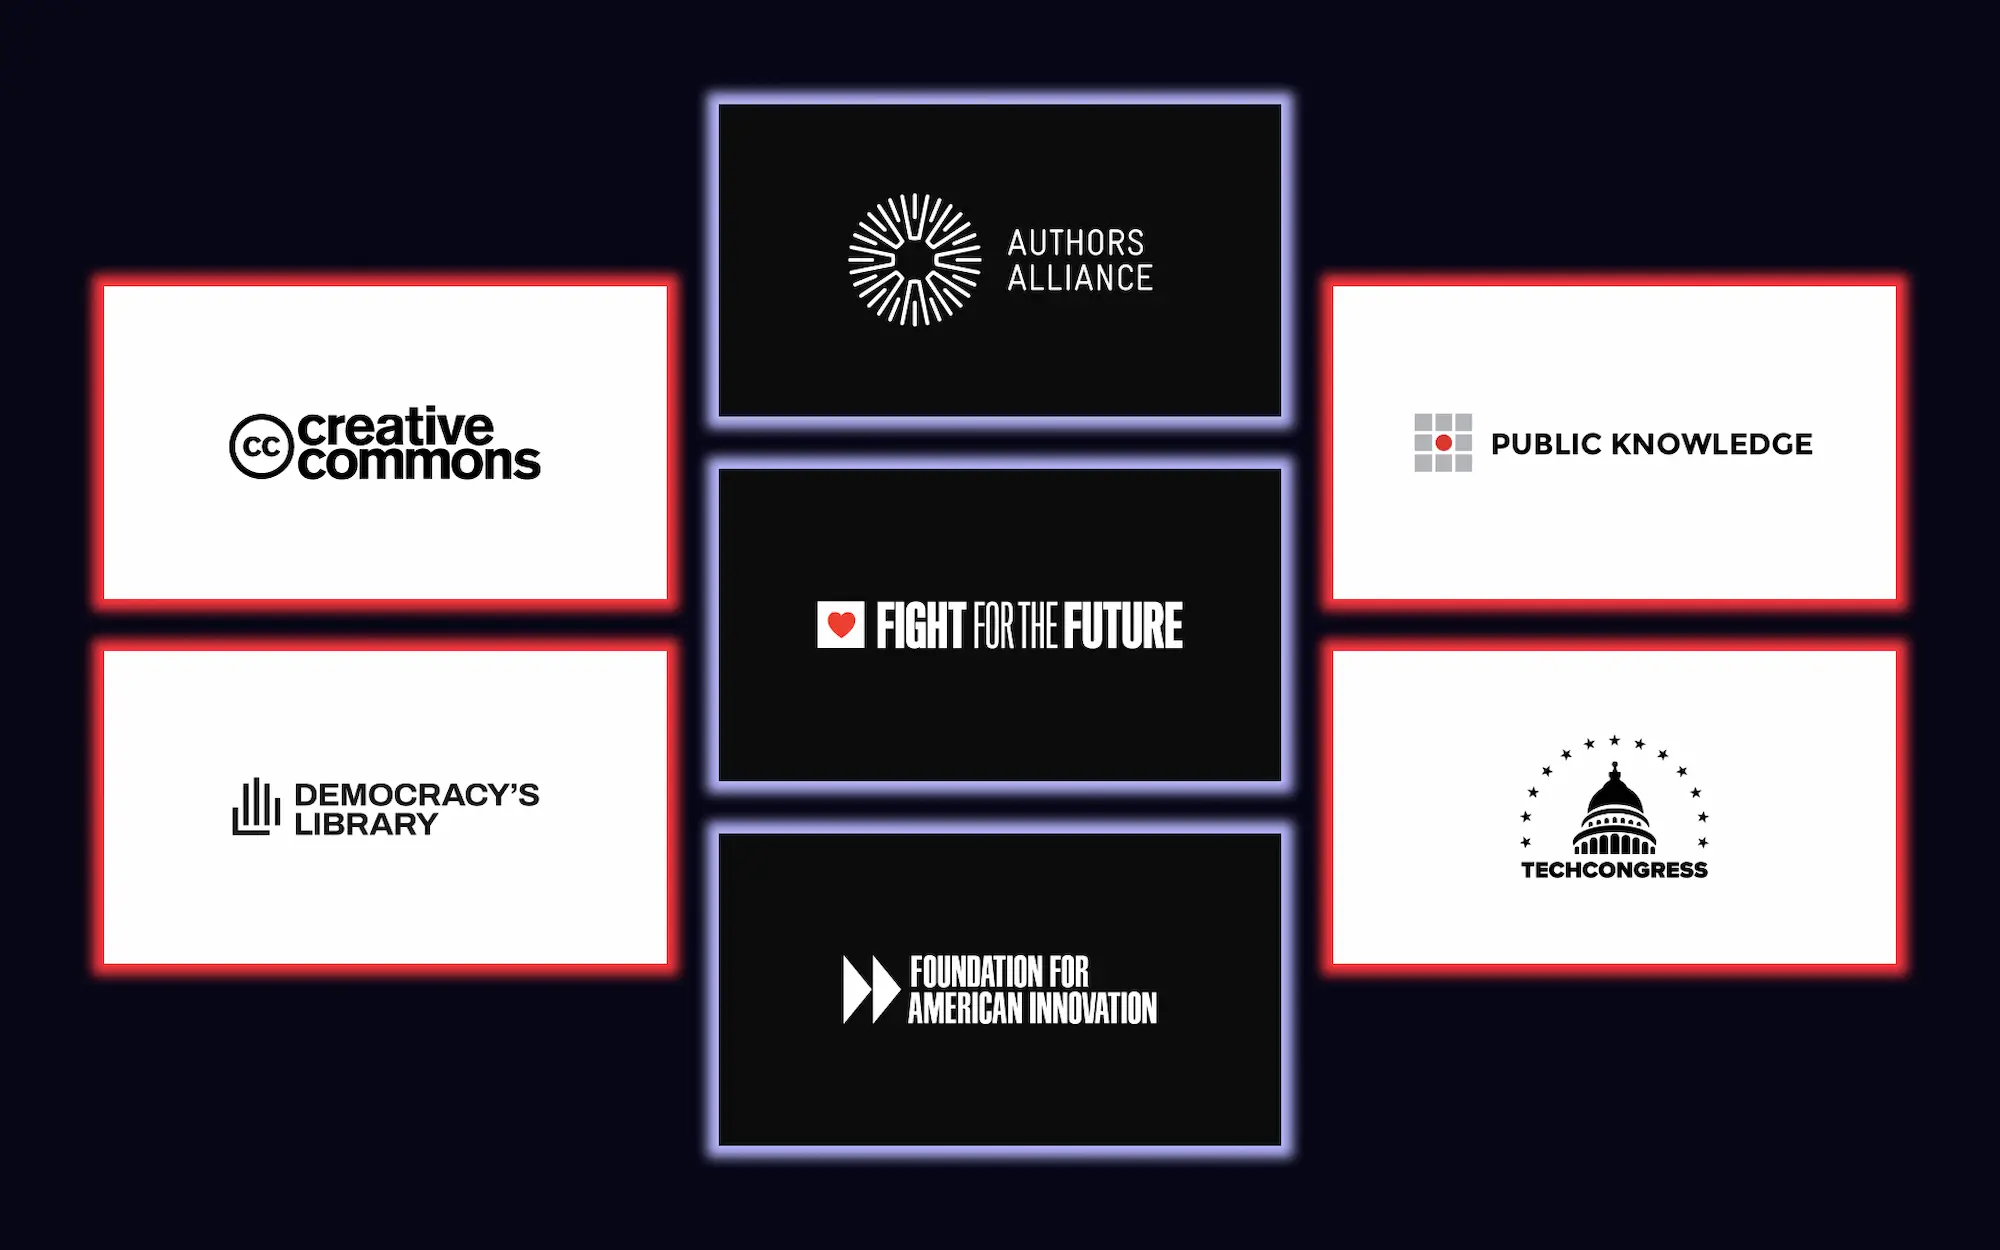 cc
creative
commons
DEMOCRACY'S
LIBRARY
AUTHORS
ALLIANCE
FIGHT FOR THE FUTURE
FOUNDATION FOR
AMERICAN INNOVATION
PUBLIC KNOWLEDGE
TECHCONGRESS